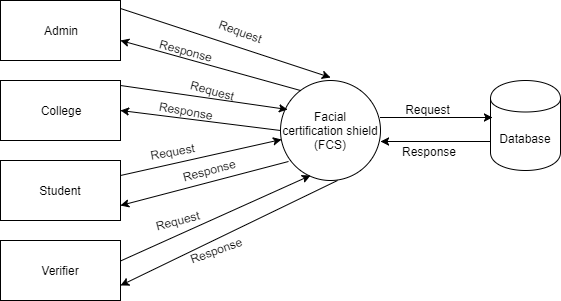 Admin
Request
Response
College
Request
Response
Facial
certification shield
(FCS)
Request
Response
Database
Student
Request
Response
Verifier
Request
Response